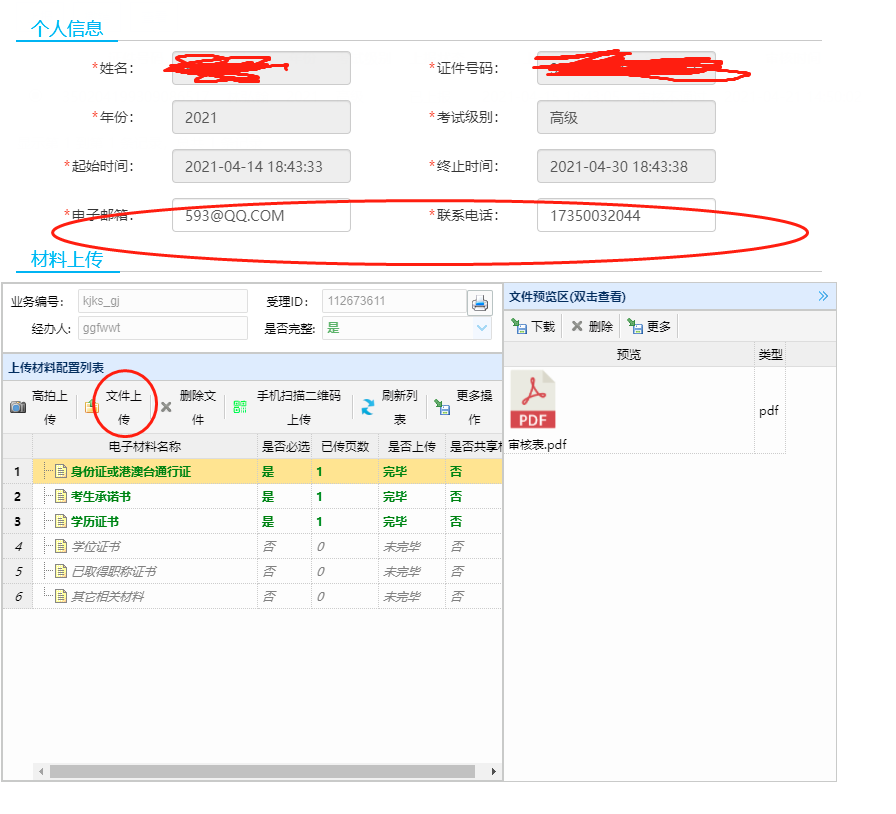 个人信息
*姓名: *证件号码:
*年份: 2021 *考试级别: 高级
*起始时间: 2021-04-14 18:43:33 *终止时间: 2021-04-30 18:43:38
*电子邮箱: 593@QQ.COM *联系电话: 17350032044
材料上传
业务编号: kjks_gj 受理ID: 112673611
经办人: ggfwwt 是否完整: 是
上传材料配置列表
高拍上传 文件上传 删除文件 手机扫描二维码上传 刷新列表 更多操作
电子材料名称 是否必选 已传页数 是否上传 是否共享
1 身份证或港澳台通行证 是 1 完毕 否
2 考生承诺书 是 1 完毕 否
3 学历证书 是 1 完毕 否
4 学位证书 否 0 未完毕 否
5 已取得职称证书 否 0 未完毕 否
6 其它相关材料 否 0 未完毕 否
文件预览区(双击查看)
下载 删除 更多
预览 类型
PDF pdf
审核表.pdf